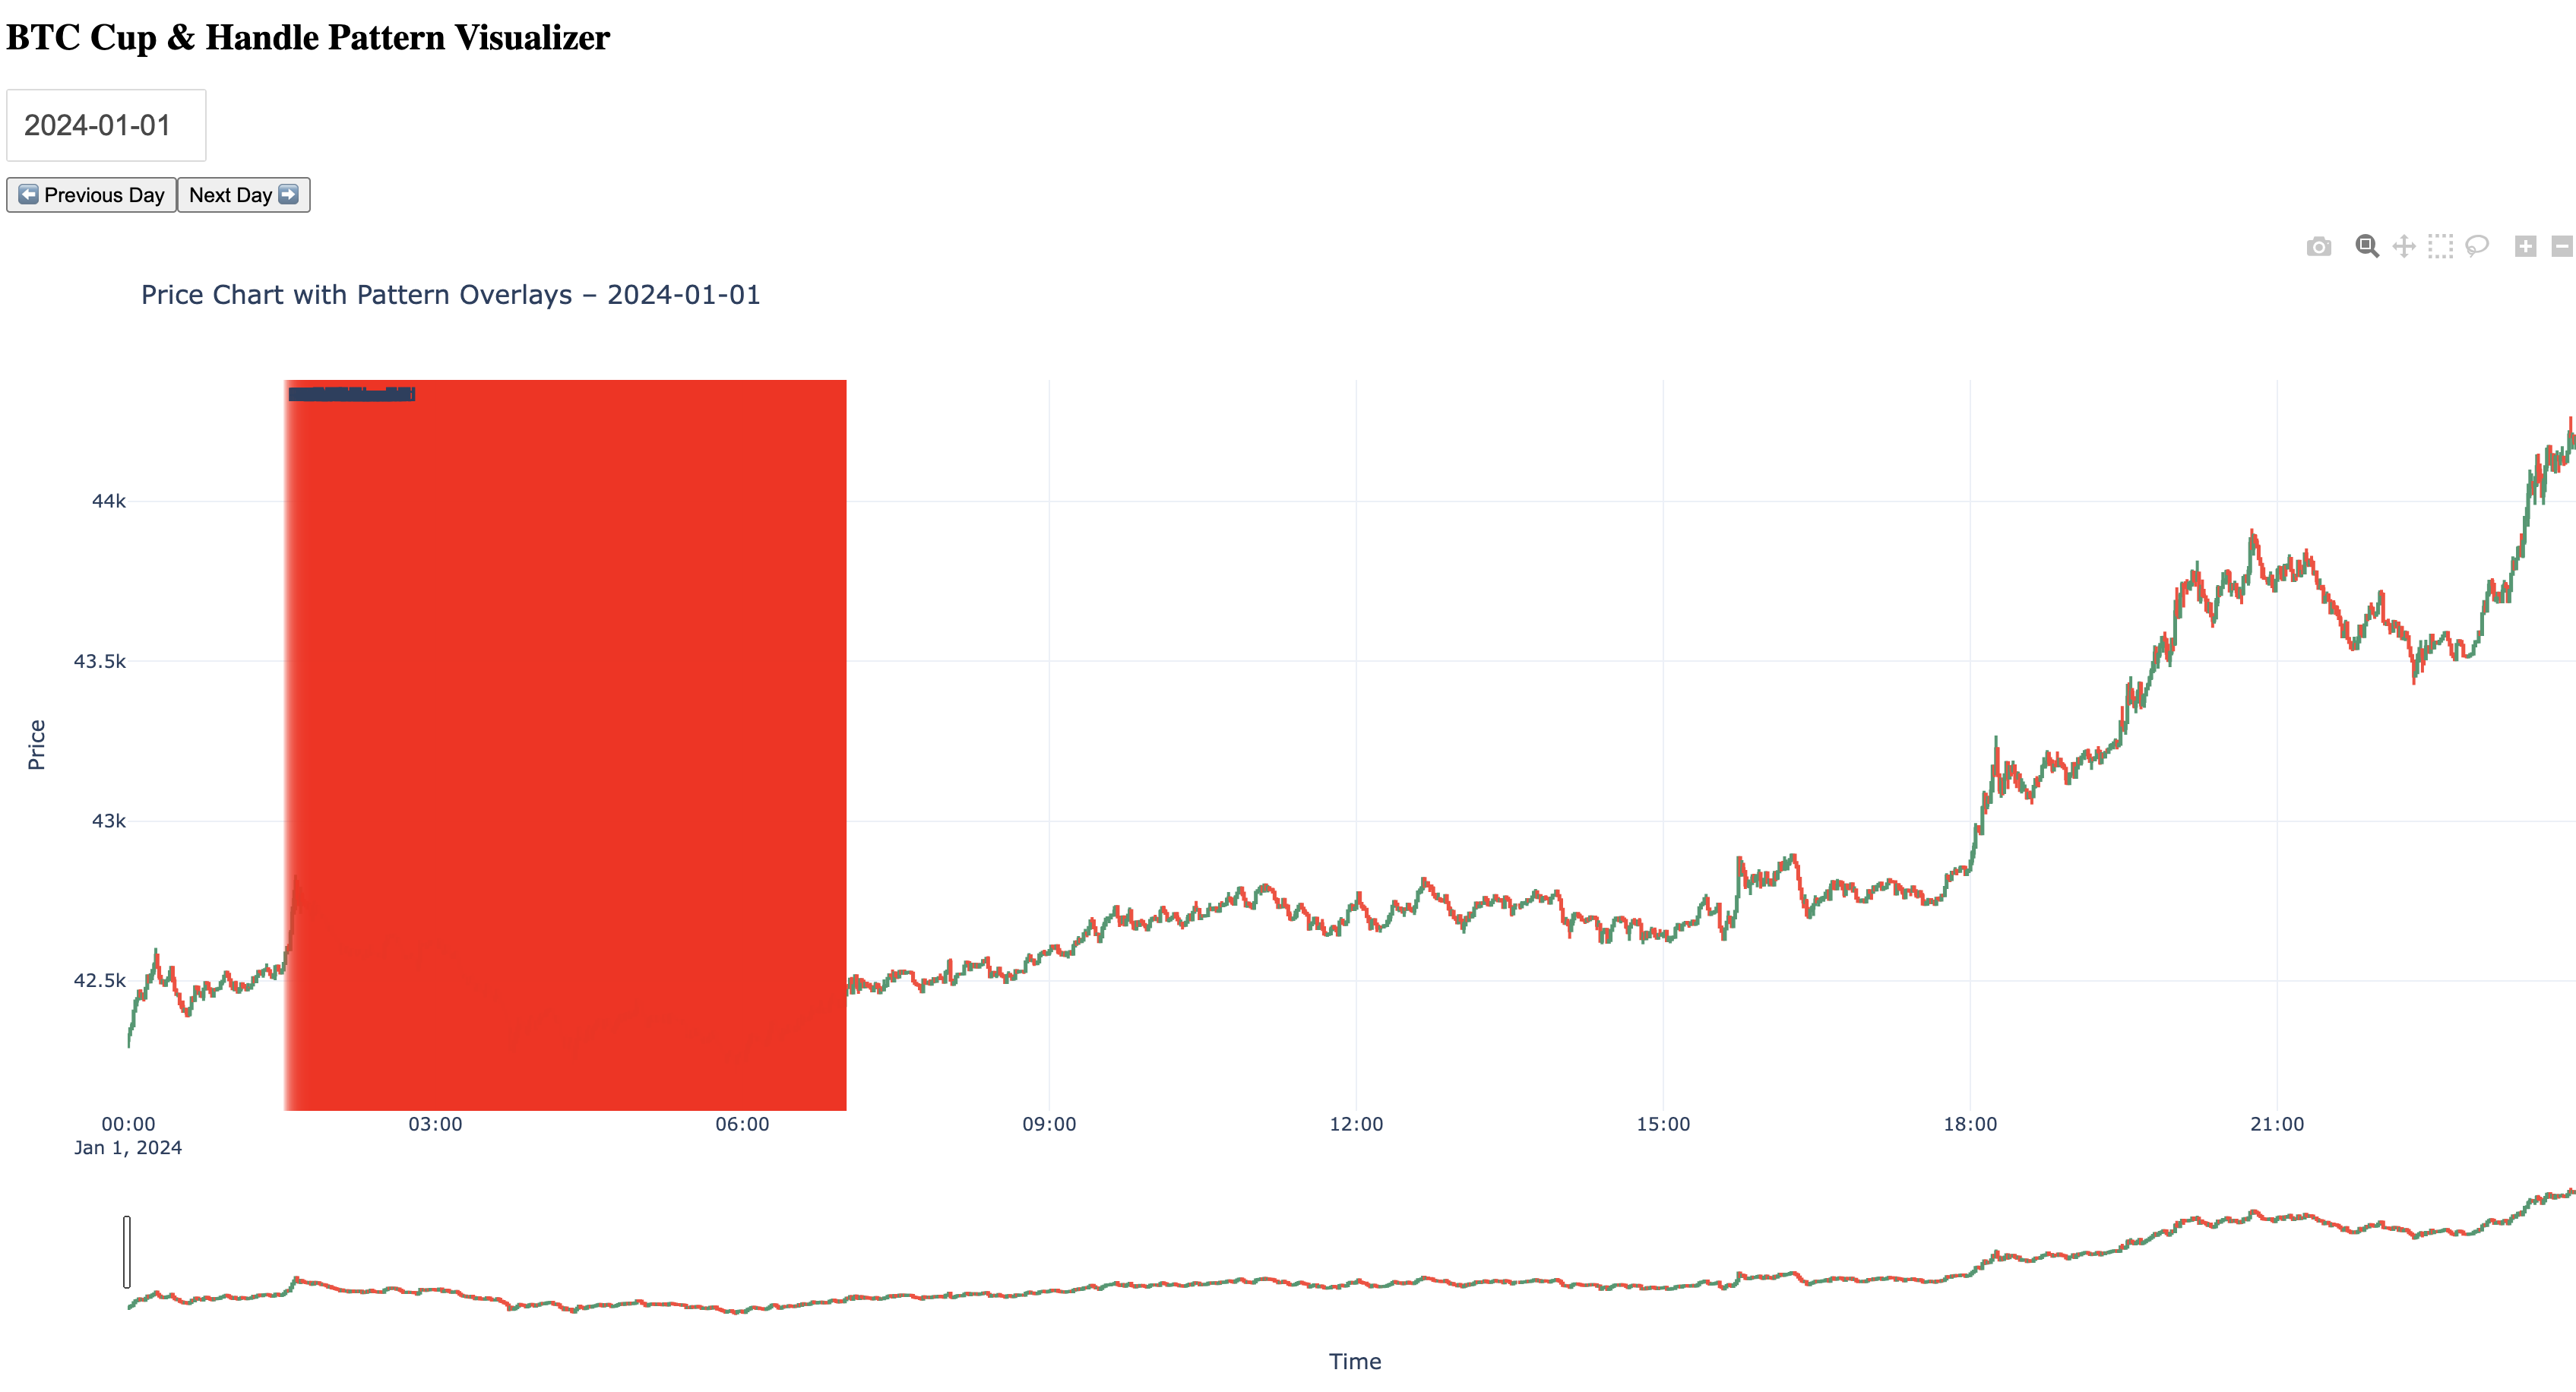 BTC Cup & Handle Pattern Visualizer
2024-01-01
Previous Day
Next Day
Price Chart with Pattern Overlays – 2024-01-01
44k
43.5k
43k
42.5k
Price
00:00
03:00
06:00
09:00
12:00
15:00
18:00
21:00
Jan 1, 2024
Time